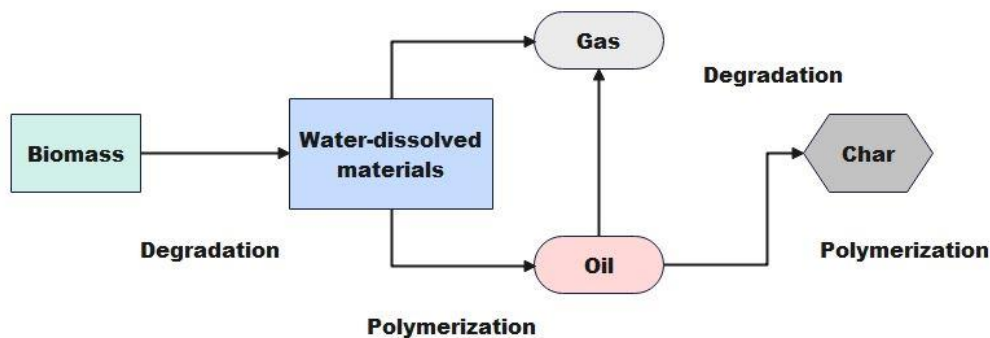 Gas
Degradation
Biomass
Water-dissolved
materials
Char
Degradation
Oil
Polymerization
Polymerization